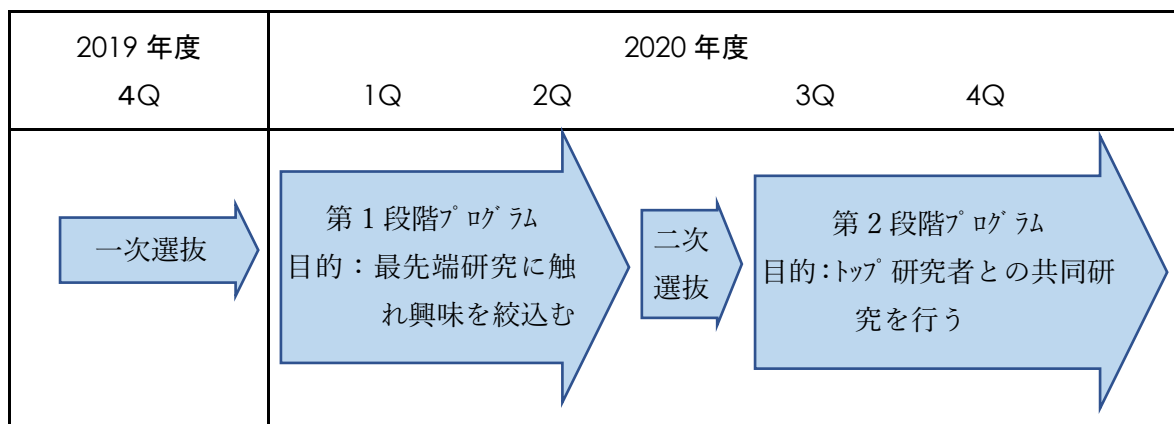 2019 年度
2020 年度
4Q
1Q
2Q
3Q
4Q
一次選抜
第１段階ﾌﾟﾛｸﾞﾗﾑ
目的：最先端研究に触
れ興味を絞込む
二次
選抜
第２段階ﾌﾟﾛｸﾞﾗﾑ
目的：ﾄｯﾌﾟ研究者との共同研
究を行う